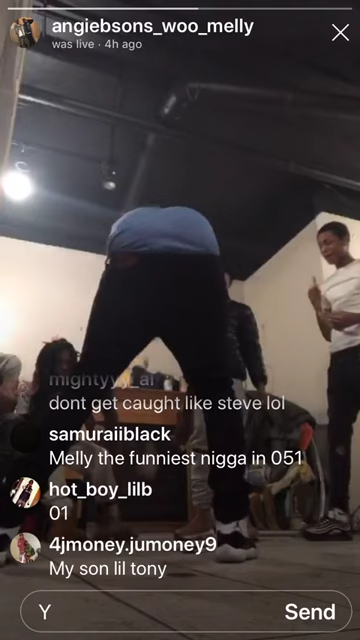 angiebsons_woo_melly
was live · 4h ago
mightyyy_ai
dont get caught like steve lol
samuraiiblack
Melly the funniest nigga in 051
hot_boy_lilb
01
4jmoney.jumoney9
My son lil tony
Y
Send